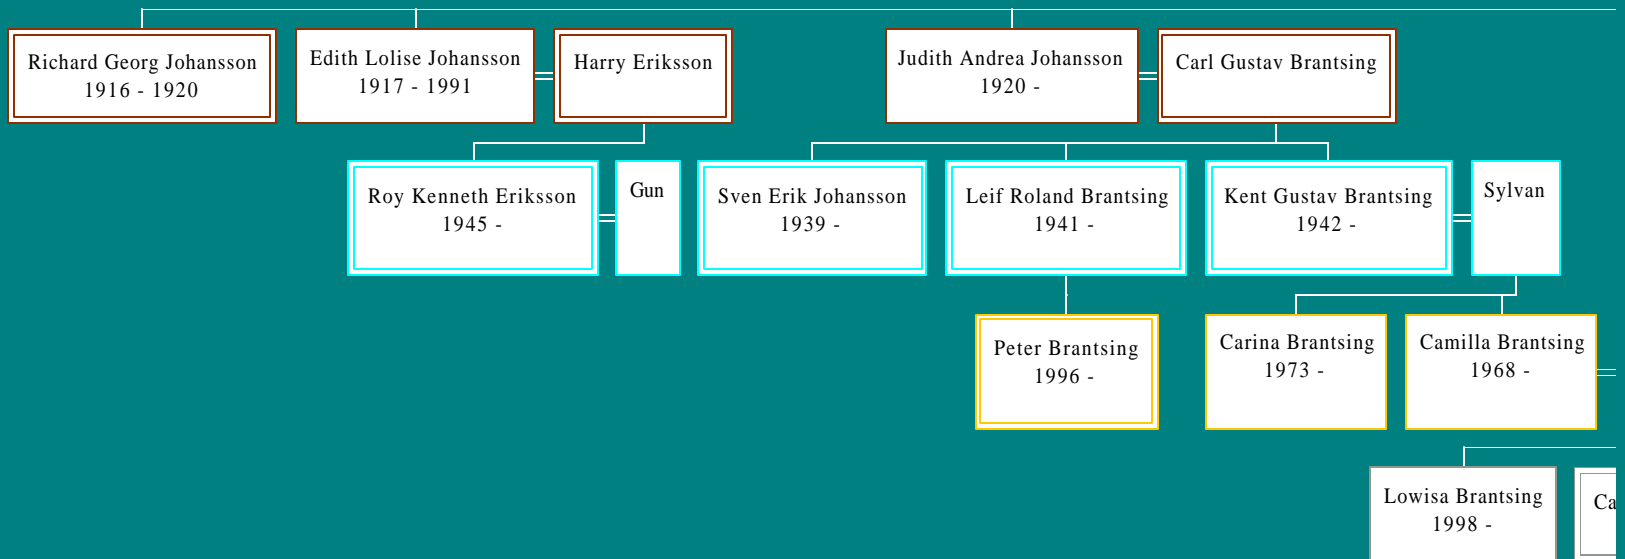 Richard Georg Johansson
1916 - 1920
Edith Lolise Johansson
1917 - 1991
Harry Eriksson
Judith Andrea Johansson
1920 -
Carl Gustav Brantsing
Roy Kenneth Eriksson
1945 -
Gun
Sven Erik Johansson
1939 -
Leif Roland Brantsing
1941 -
Kent Gustav Brantsing
1942 -
Sylvan
Peter Brantsing
1996 -
Carina Brantsing
1973 -
Camilla Brantsing
1968 -
Lowisa Brantsing
1998 -